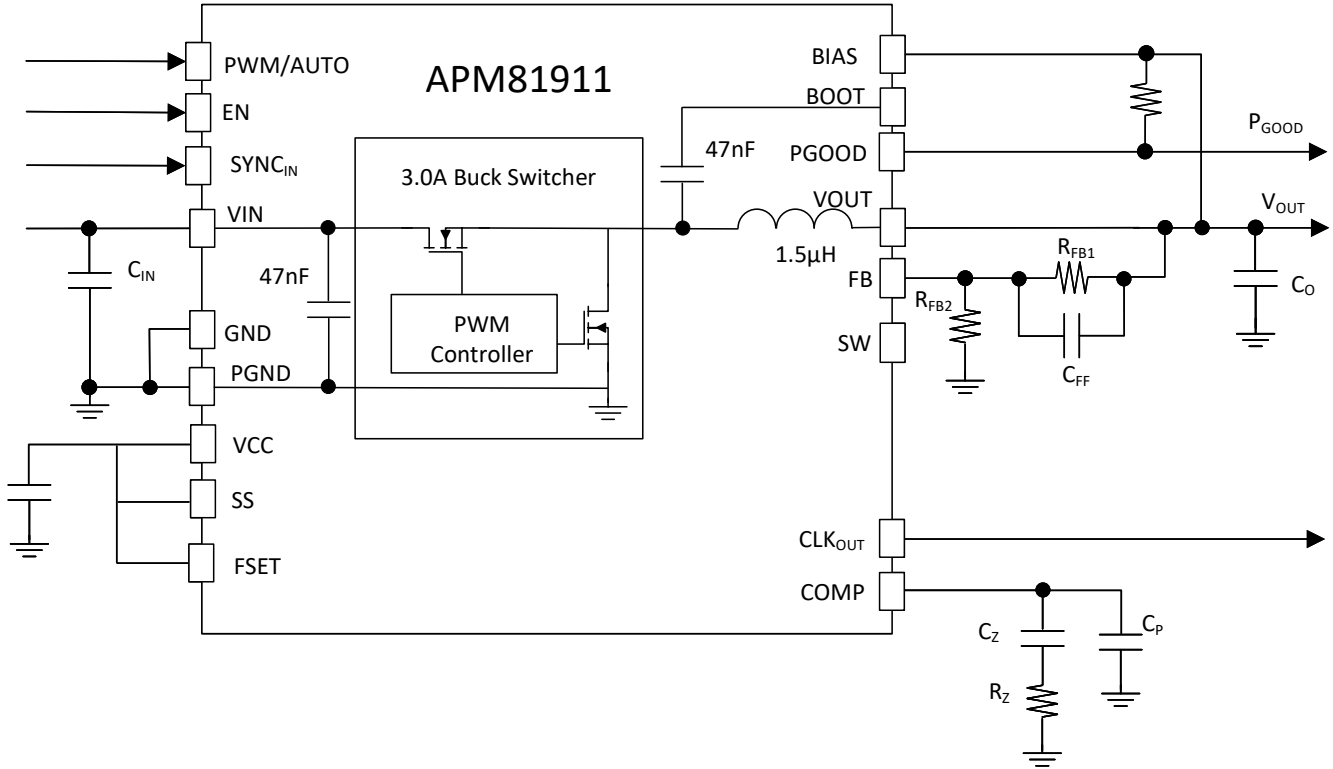 APM81911
PWM/AUTO
EN
SYNCIN
VIN
CIN
47nF
GND
PGND
VCC
SS
FSET
3.0A Buck Switcher
PWM
Controller
47nF
1.5µH
BIAS
BOOT
PGOOD
VOUT
FB
SW
CLKOUT
COMP
PGOOD
VOUT
RFB1
RFB2
CFF
CO
CZ
RZ
CP